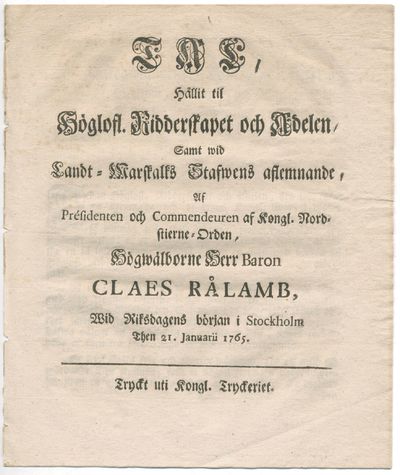 TAL,
Hållit til
Höglofl. Ridderskapet och Adelen,
Samt wid
Landt-Marskalks Stafwens aflemnande,
Af
Présidenten och Commendeuren af Kongl. Nord-
stierne-Orden,
Högwälborne Herr Baron
CLAES RÅLAMB,
Wid Riksdagens början i Stockholm
Then 21. Januarii 1765.
Tryckt uti Kongl. Tryckeriet.